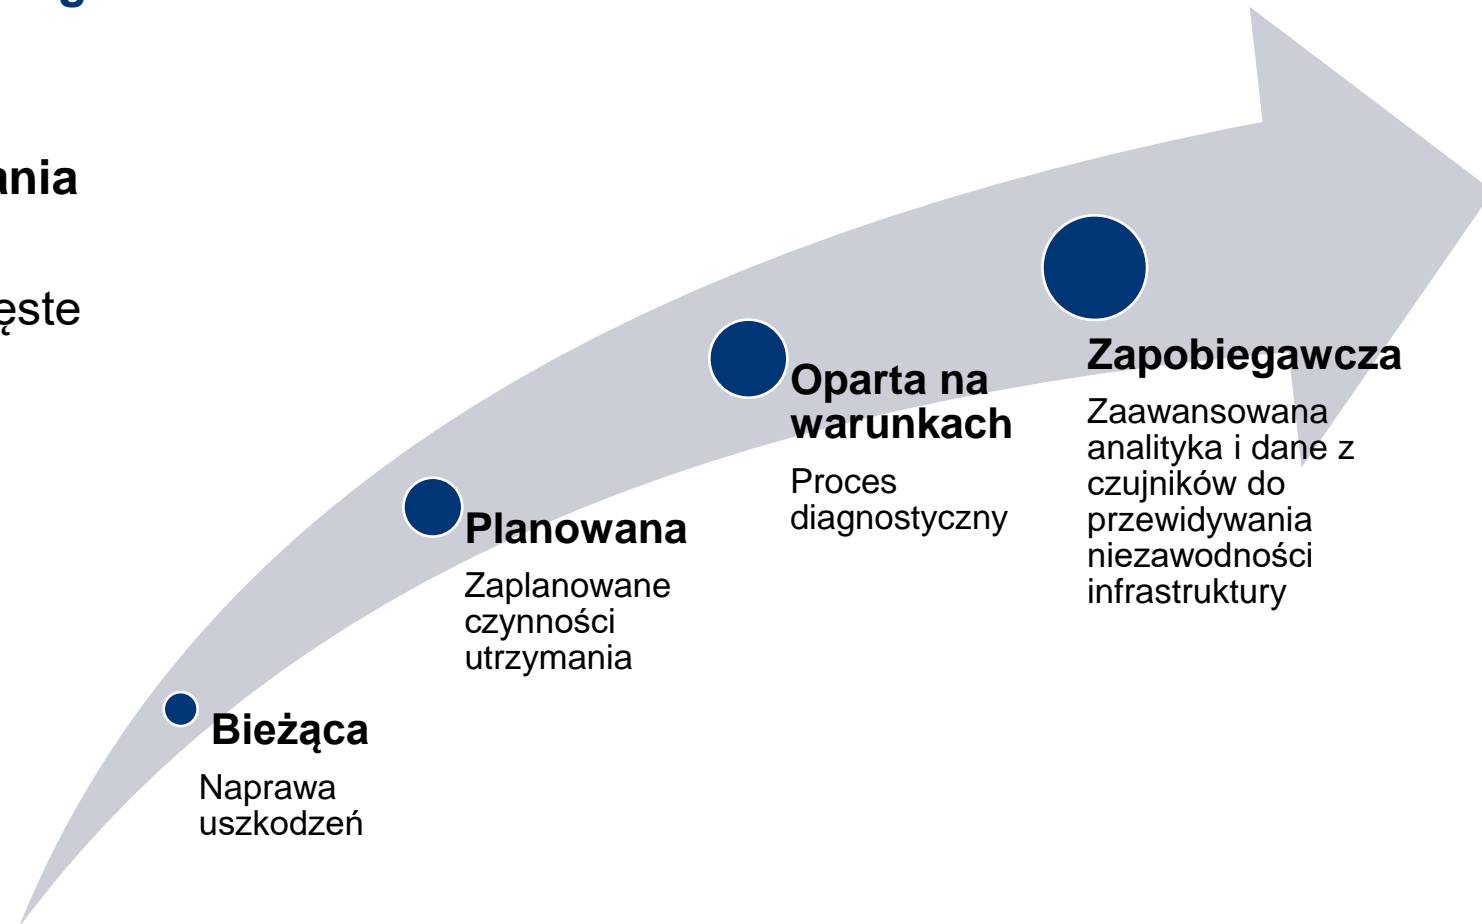 g
ania
ęste
Bieżąca
Naprawa
uszkodzeń
Planowana
Zaplanowane
czynności
utrzymania
Oparta na
warunkach
Proces
diagnostyczny
Zapobiegawcza
Zaawansowana
analityka i dane z
czujników do
przewidywania
niezawodności
infrastruktury